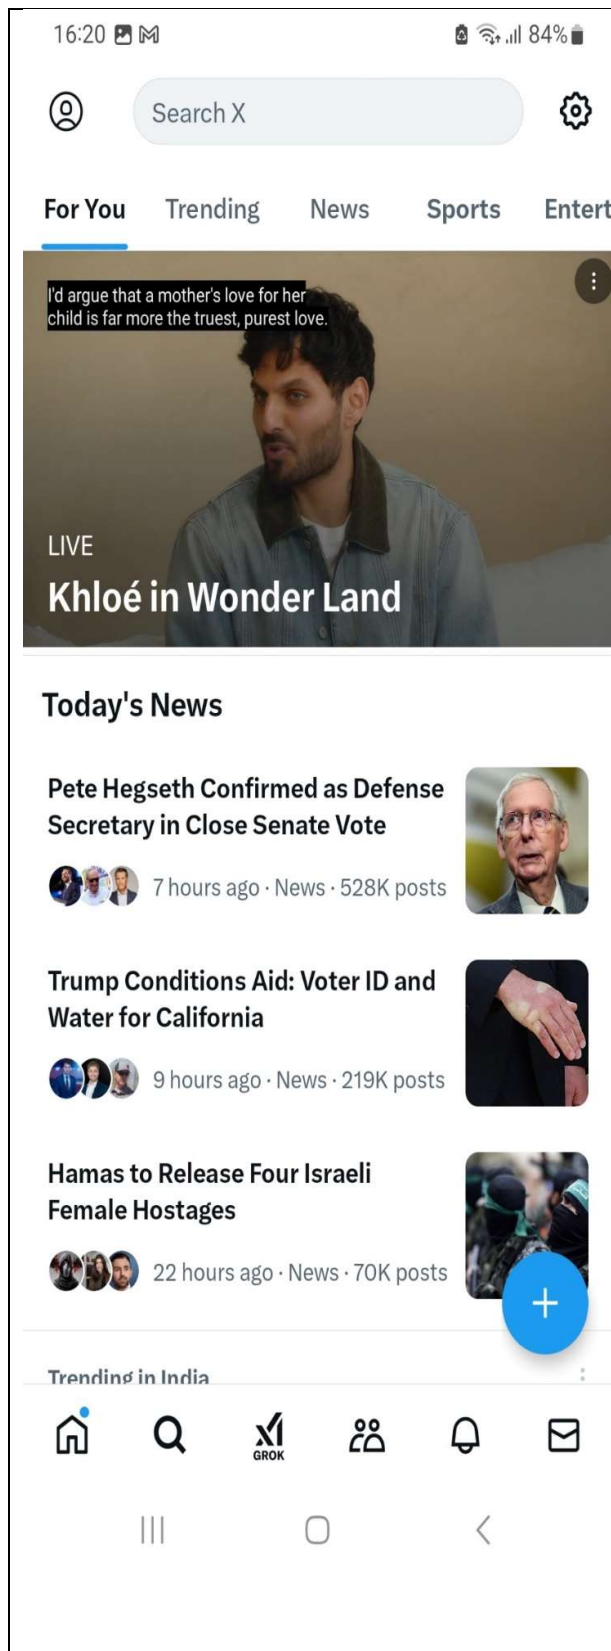 16:20
84%
Search X
For You Trending News Sports Entert
I'd argue that a mother's love for her
child is far more the truest, purest love.
LIVE
Khloé in Wonder Land
Today's News
Pete Hegseth Confirmed as Defense
Secretary in Close Senate Vote
7 hours ago · News · 528K posts
Trump Conditions Aid: Voter ID and
Water for California
9 hours ago · News · 219K posts
Hamas to Release Four Israeli
Female Hostages
22 hours ago · News · 70K posts
Trending in India
GROK